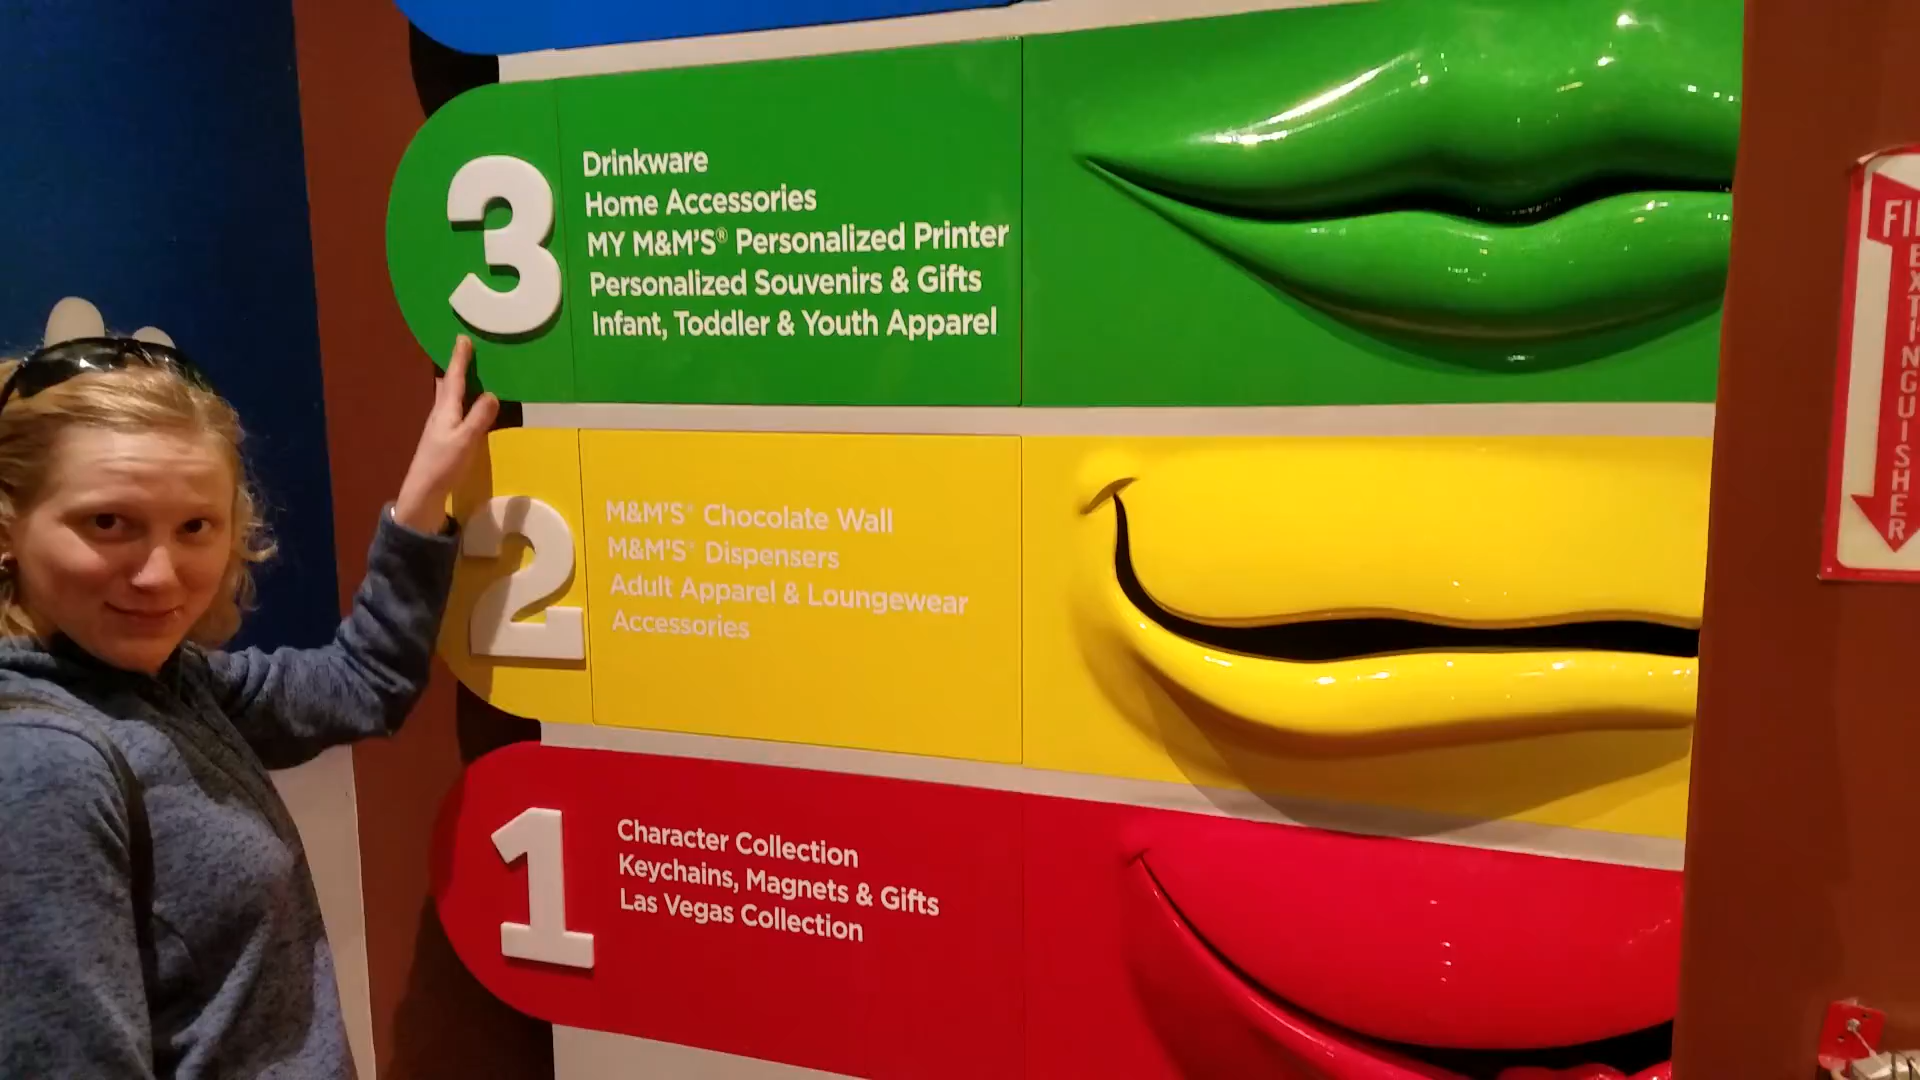 3
Drinkware
Home Accessories
MY M&M'S® Personalized Printer
Personalized Souvenirs & Gifts
Infant, Toddler & Youth Apparel
2
M&M'S® Chocolate Wall
M&M'S® Dispensers
Adult Apparel & Loungewear
Accessories
1
Character Collection
Keychains, Magnets & Gifts
Las Vegas Collection
EXTINGUISHER